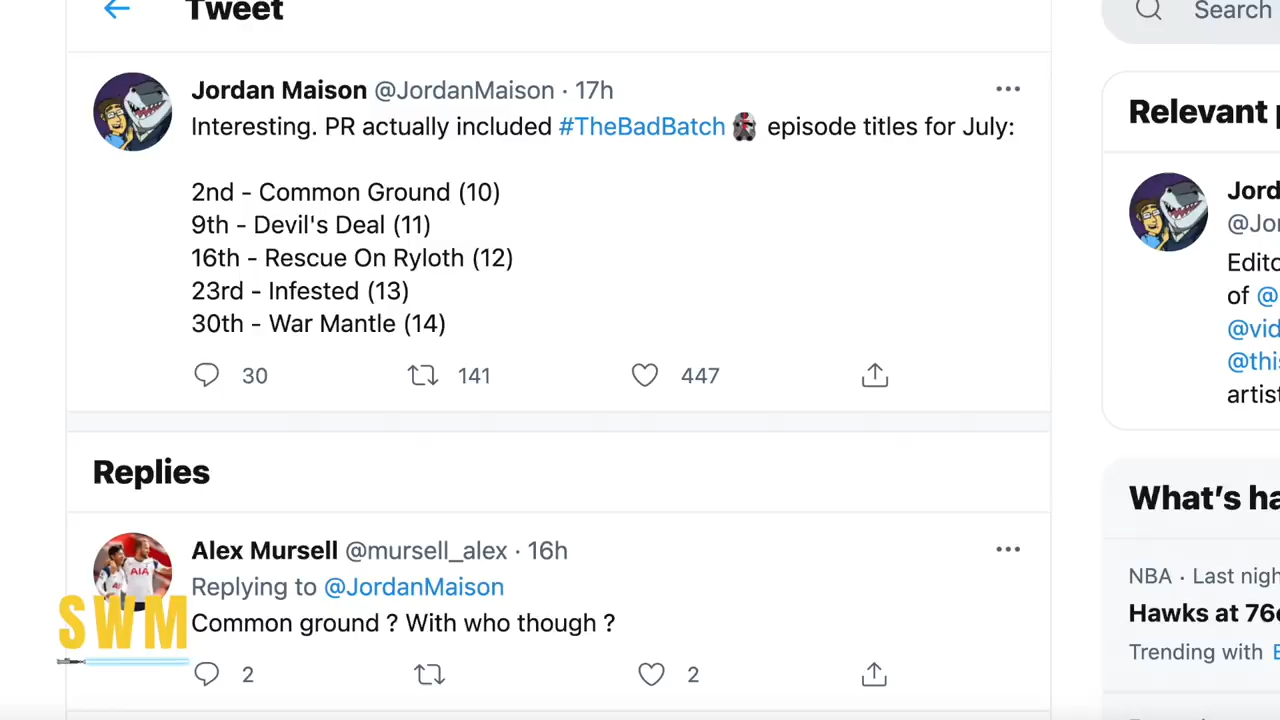 Tweet
Search
Jordan Maison @JordanMaison · 17h
Interesting. PR actually included #TheBadBatch episode titles for July:
2nd - Common Ground (10)
9th - Devil's Deal (11)
16th - Rescue On Ryloth (12)
23rd - Infested (13)
30th - War Mantle (14)
30 141 447
Relevant
Jord
@Jor
Edito
of @
@vid
@this
artist
Replies
Alex Mursell @mursell_alex · 16h
Replying to @JordanMaison
Common ground ? With who though ?
2 2
AIA
SWM
What's ha
NBA · Last nigh
Hawks at 76e
Trending with